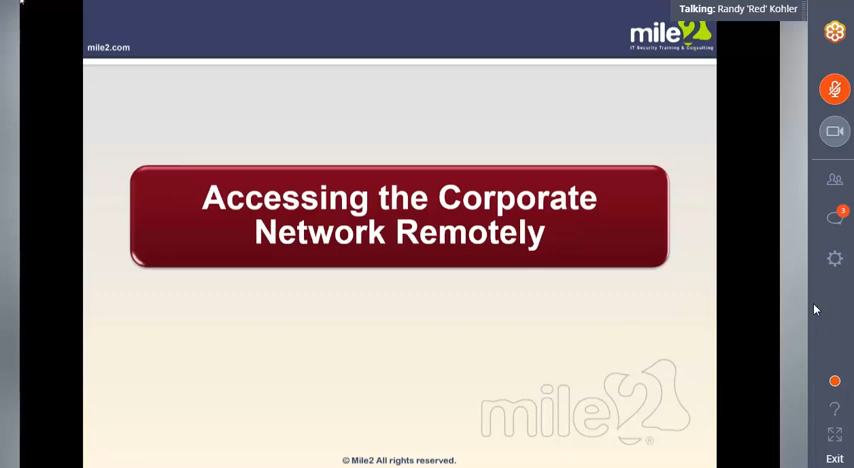 Talking: Randy 'Red' Kohler
mile2
IT Security Training & Consulting
mile2.com
3
Accessing the Corporate
Network Remotely
mile2®
?
© Mile2 All rights reserved.
Exit